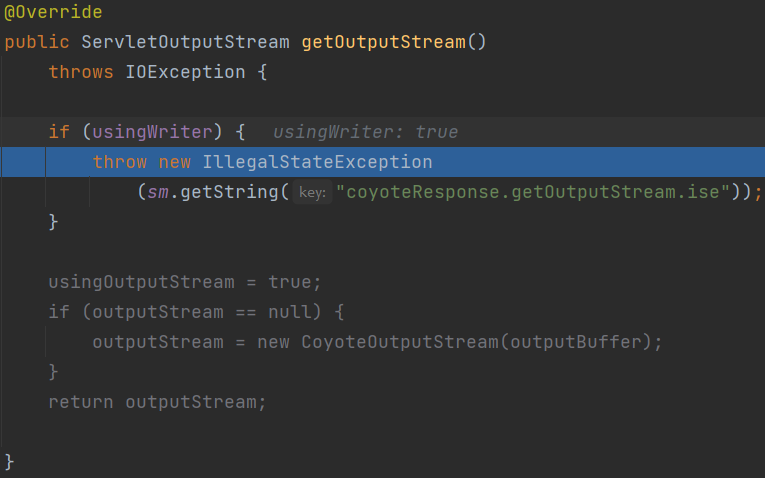 @Override
public ServletOutputStream getOutputStream()
    throws IOException {

    if (usingWriter) {  usingWriter: true
        throw new IllegalStateException
            (sm.getString( key: "coyoteResponse.getOutputStream.ise"));
    }

    usingOutputStream = true;
    if (outputStream == null) {
        outputStream = new CoyoteOutputStream(outputBuffer);
    }
    return outputStream;

}